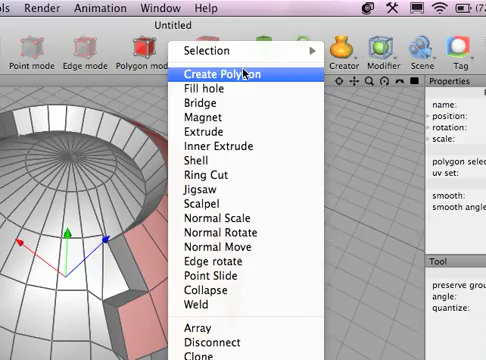 Render Animation Window Help
Untitled
Point mode Edge mode Polygon mod Creator Modifier Scene Tag
Selection
Create Polygon
Fill hole
Bridge
Magnet
Extrude
Inner Extrude
Shell
Ring Cut
Jigsaw
Scalpel
Normal Scale
Normal Rotate
Normal Move
Edge rotate
Point Slide
Collapse
Weld
Array
Disconnect
Clone
Properties
name:
position:
rotation:
scale:
polygon selec
uv set:
smooth:
smooth angle
Tool
preserve grou
angle:
quantize: